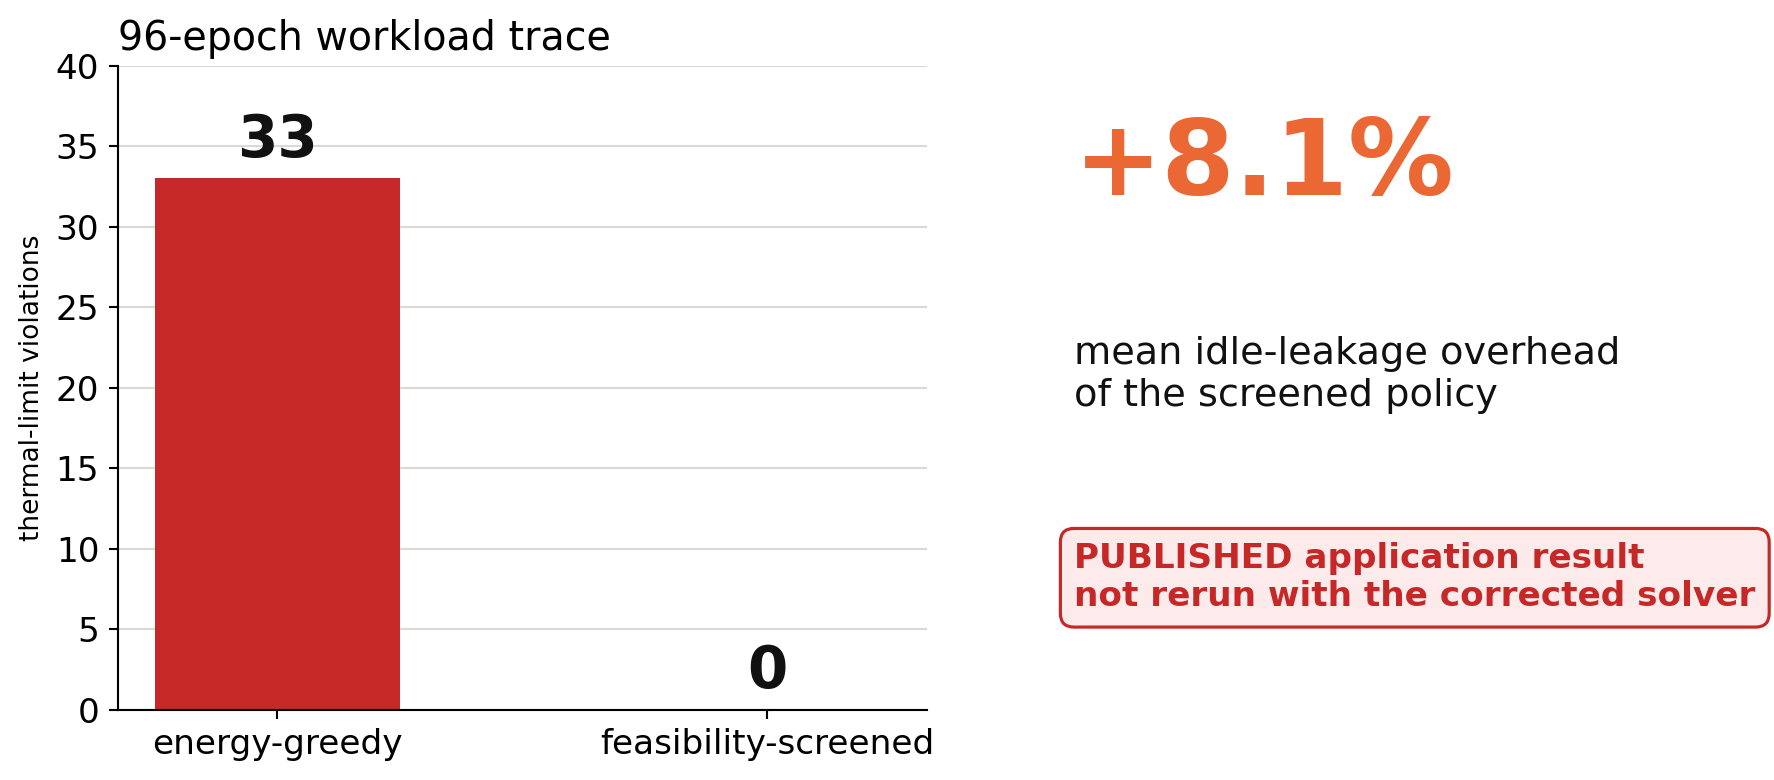 96-epoch workload trace
thermal-limit violations
40
35
30
25
20
15
10
5
0
33
0
energy-greedy
feasibility-screened
+8.1%
mean idle-leakage overhead
of the screened policy
PUBLISHED application result
not rerun with the corrected solver